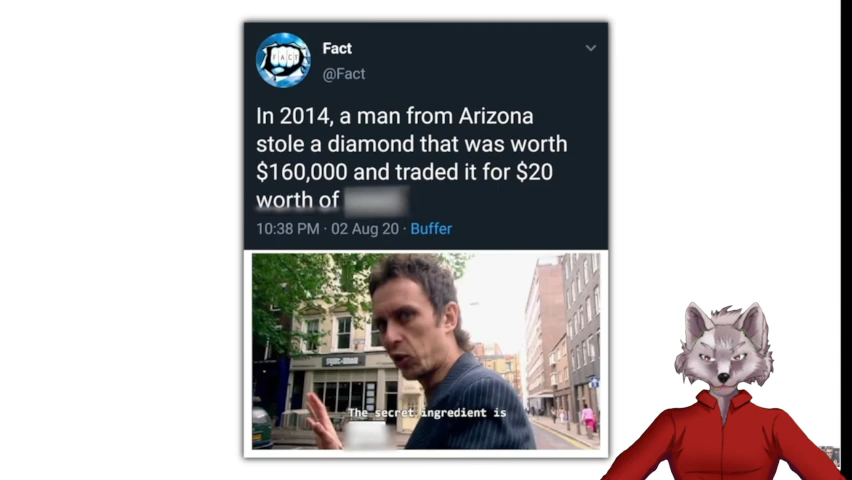 Fact
@Fact
In 2014, a man from Arizona
stole a diamond that was worth
$160,000 and traded it for $20
worth of
10:38 PM · 02 Aug 20 · Buffer
FACT
The secret ingredient is